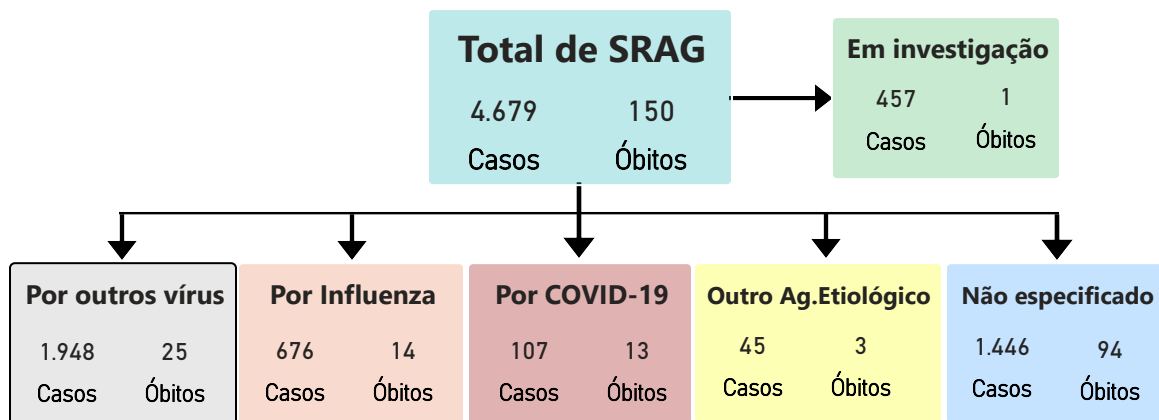 Total de SRAG
4.679 150
Casos Óbitos
Em investigação
457 1
Casos Óbitos
Por outros vírus
1.948 25
Casos Óbitos
Por Influenza
676 14
Casos Óbitos
Por COVID-19
107 13
Casos Óbitos
Outro Ag.Etiológico
45 3
Casos Óbitos
Não especificado
1.446 94
Casos Óbitos